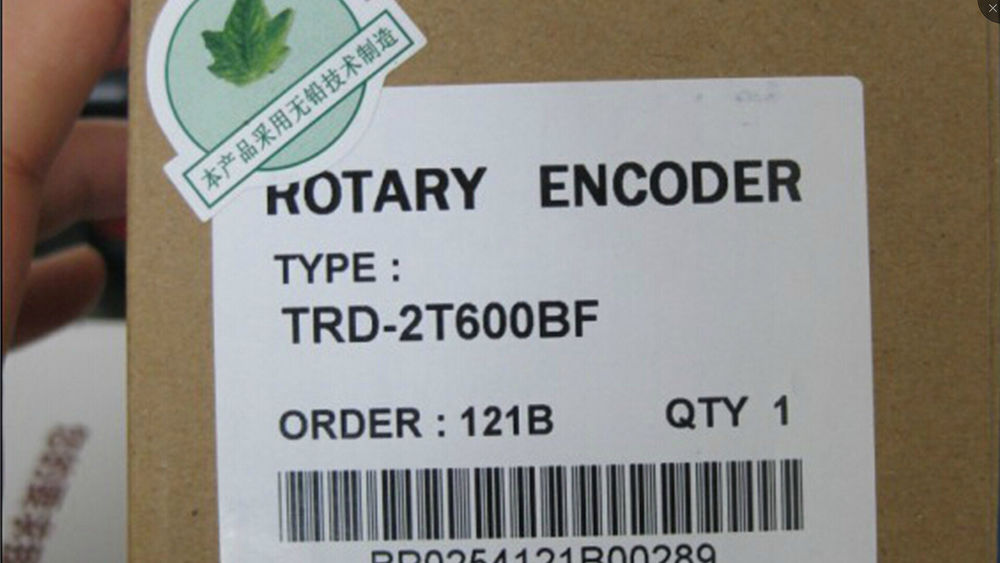 本产品采用无铅技术制造
ROTARY ENCODER
TYPE :
TRD-2T600BF
ORDER : 121B QTY 1
BR0254121B00289